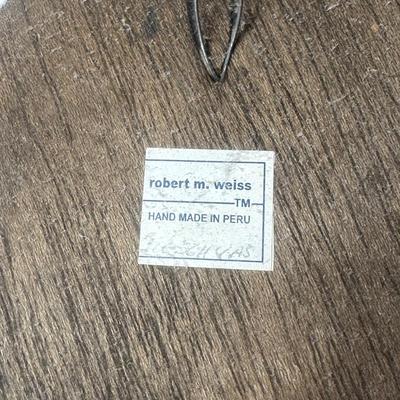 robert m. weiss
TM
HAND MADE IN PERU